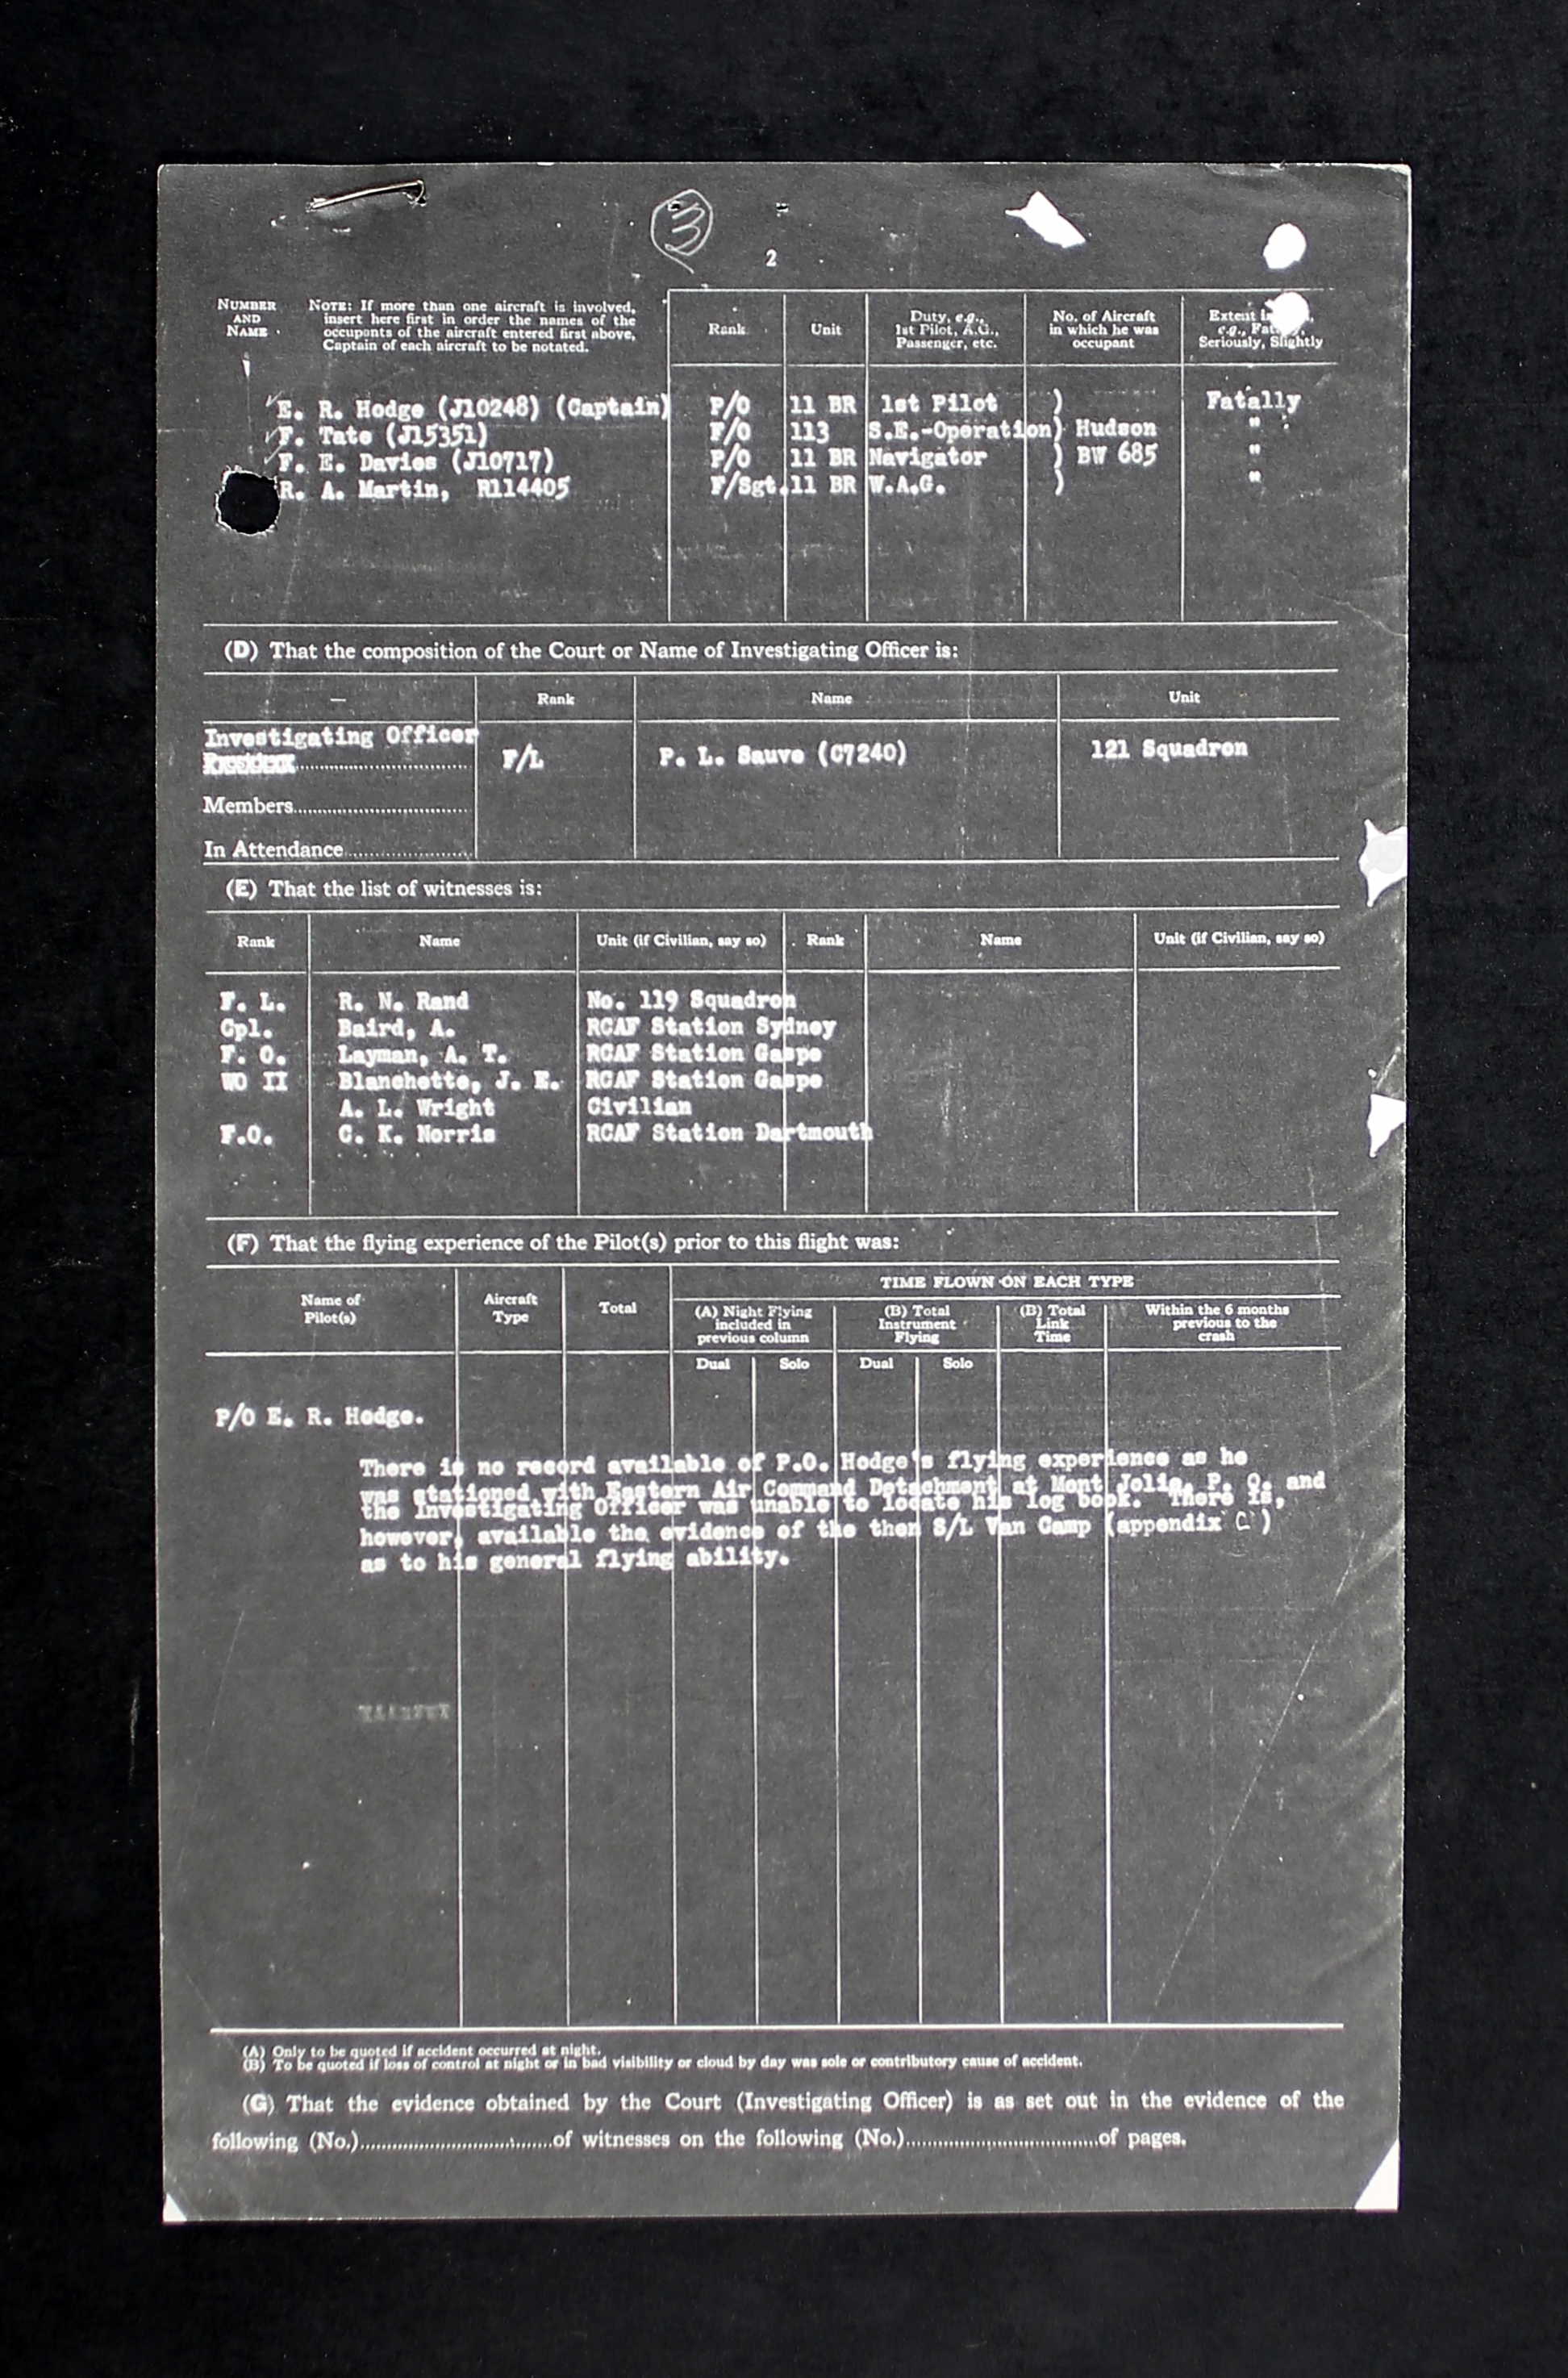 3
2
NUMBER AND NAME
NOTE: If more than one aircraft is involved,
insert here first in order the names of the
occupants of the aircraft entered first above,
Captain of each aircraft to be notated.
Rank
Unit
Duty, e.g.,
1st Pilot, A.G.,
Passenger, etc.
No. of Aircraft
in which he was
occupant
Extent
e.g.,
Seriously, Slightly
E. R. Hodge (J10248) (Captain) P/O 11 BR 1st Pilot ) Fatally
F. Tate (J15351) F/O 113 S.E.-Operation) Hudson "
F. E. Davies (J10717) P/O 11 BR Navigator ) BW 685 "
R. A. Martin, R114405 F/Sgt. 11 BR W.A.G. ) "
(D) That the composition of the Court or Name of Investigating Officer is:
— Rank Name Unit
Investigating Officer
F/L P. L. Sauve (C7240) 121 Squadron
Members
In Attendance
(E) That the list of witnesses is:
Rank Name Unit (if Civilian, say so) Rank Name Unit (if Civilian, say so)
F. L. R. N. Rand No. 119 Squadron
Cpl. Baird, A. RCAF Station Sydney
F. O. Layman, A. T. RCAF Station Gaspe
WO II Blanchette, J. E. RCAF Station Gaspe
A. L. Wright Civilian
F.O. C. K. Norris RCAF Station Dartmouth
(F) That the flying experience of the Pilot(s) prior to this flight was:
Name of
Pilot(s)
Aircraft
Type
Total
TIME FLOWN ON EACH TYPE
(A) Night Flying
included in
previous column
(B) Total
Instrument
Flying
(B) Total
Link
Time
Within the 6 months
previous to the
crash
Dual Solo Dual Solo
P/O E. R. Hodge.
There is no record available of P.O. Hodge's flying experience as he
was stationed with Eastern Air Command Detachment at Mont Jolie, P. Q. and
the Investigating Officer was unable to locate his log book. There is,
however, available the evidence of the then S/L Van Camp (appendix C )
as to his general flying ability.
(A) Only to be quoted if accident occurred at night.
(B) To be quoted if loss of control at night or in bad visibility or cloud by day was sole or contributory cause of accident.
(G) That the evidence obtained by the Court (Investigating Officer) is as set out in the evidence of the
following (No.) of witnesses on the following (No.) of pages.